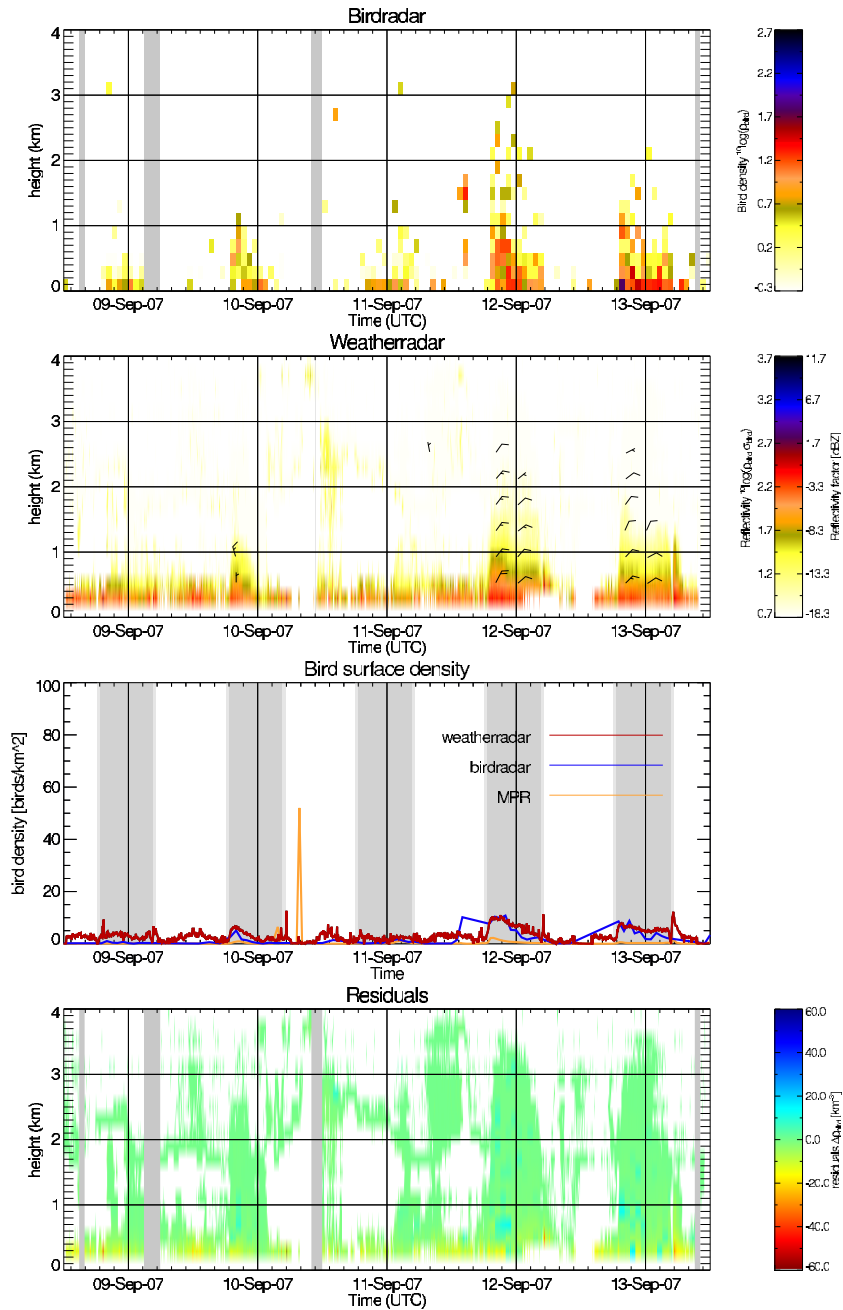 Birdradar
4
3
2
1
0
height (km)
09-Sep-07 10-Sep-07 11-Sep-07 12-Sep-07 13-Sep-07
Time (UTC)
2.7
2.2
1.7
1.2
0.7
0.2
-0.3
Bird density ¹⁰log(ρbird)
Weatherradar
4
3
2
1
0
height (km)
09-Sep-07 10-Sep-07 11-Sep-07 12-Sep-07 13-Sep-07
Time (UTC)
3.7 11.7
3.2
2.7 1.7
2.2 -3.3
1.7 -8.3
1.2 -13.3
0.7 -18.3
Reflectivity ¹⁰log(ρbird σbird)
Reflectivity factor [dBZ]
Bird surface density
100
80
60
40
20
0
bird density [birds/km^2]
weatherradar
birdradar
MPR
09-Sep-07 10-Sep-07 11-Sep-07 12-Sep-07 13-Sep-07
Time
Residuals
4
3
2
1
0
height (km)
09-Sep-07 10-Sep-07 11-Sep-07 12-Sep-07 13-Sep-07
Time (UTC)
60.0
40.0
20.0
0.0
-20.0
-40.0
-60.0
residuals Δρbird [km⁻³]